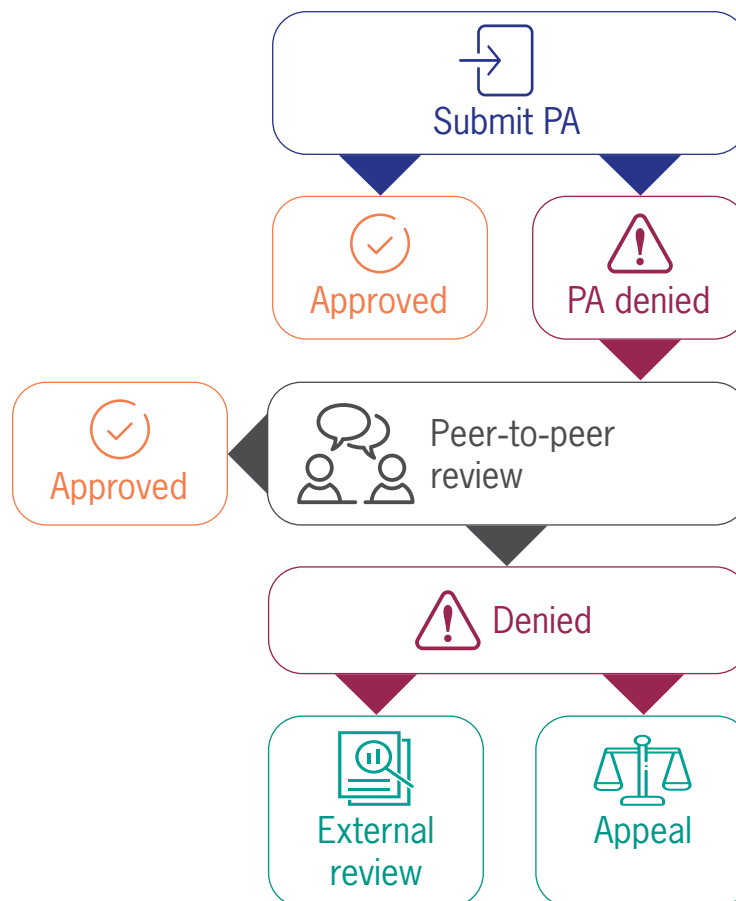 Submit PA
Approved
PA denied
Approved
Peer-to-peer
review
Denied
External
review
Appeal